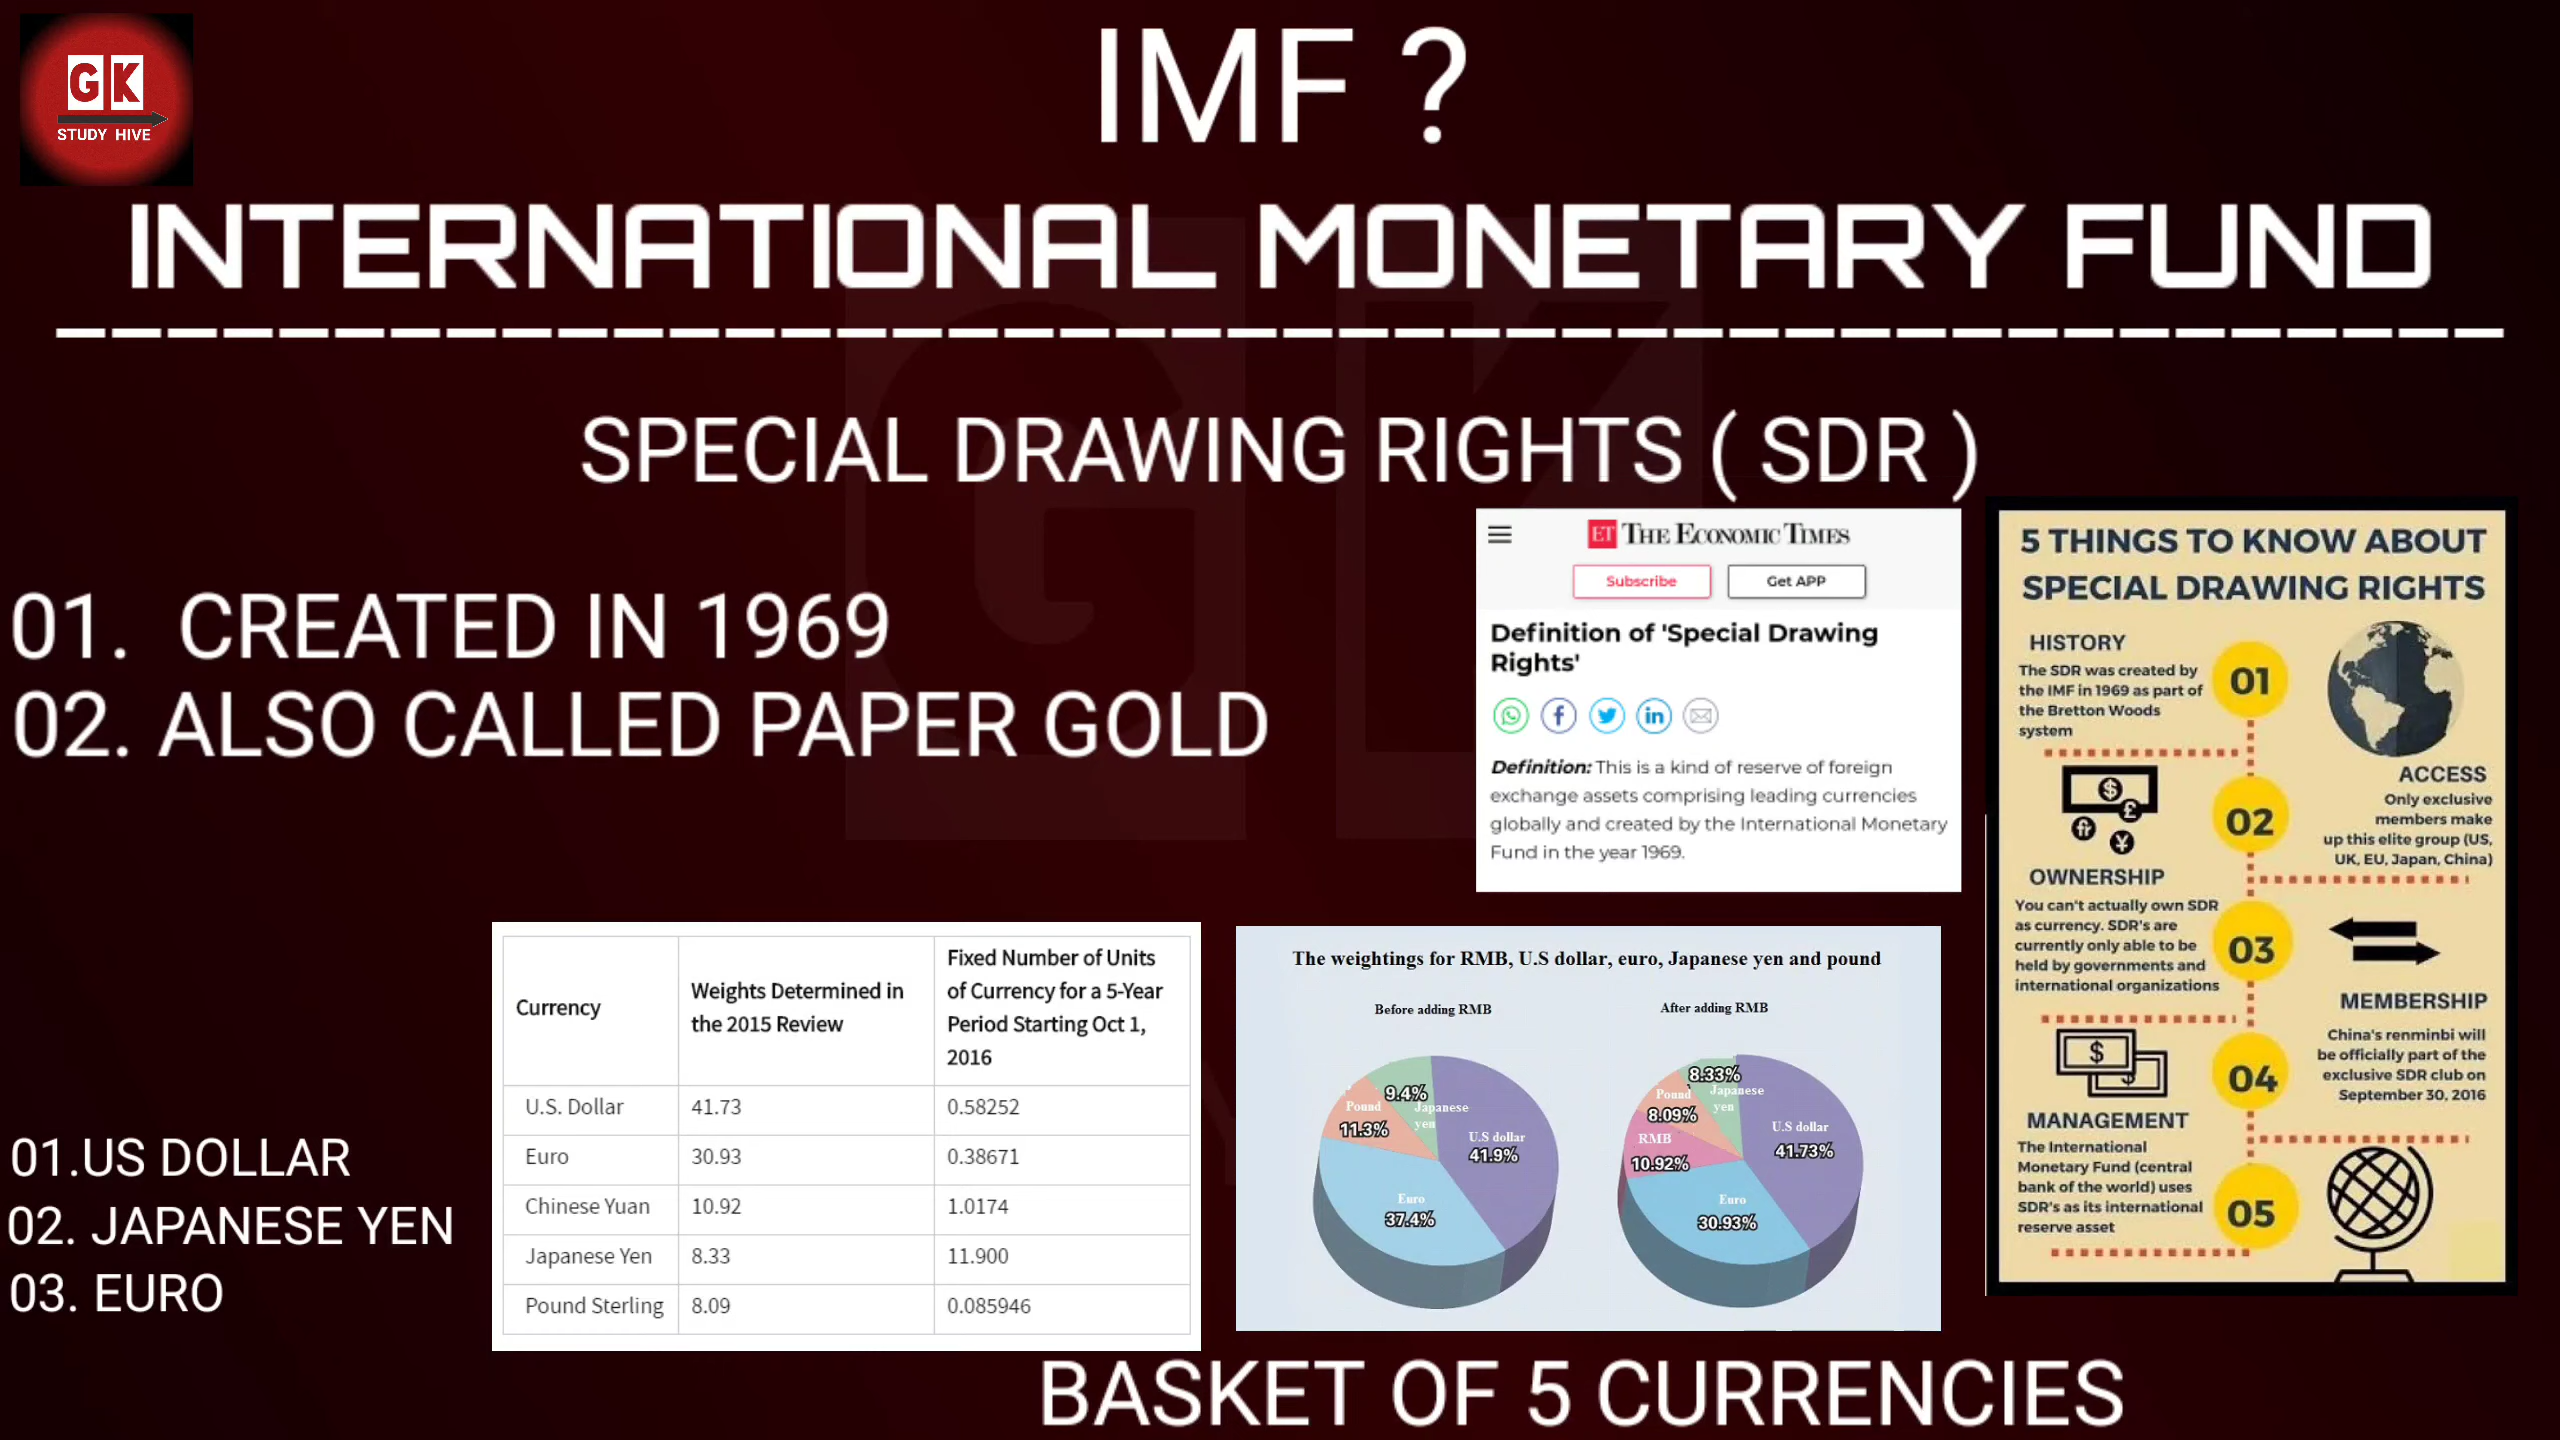 GK
STUDY HIVE
IMF ?
INTERNATIONAL MONETARY FUND
SPECIAL DRAWING RIGHTS ( SDR )
01. CREATED IN 1969
02. ALSO CALLED PAPER GOLD
ET THE ECONOMIC TIMES
Subscribe
Get APP
Definition of 'Special Drawing
Rights'
Definition: This is a kind of reserve of foreign
exchange assets comprising leading currencies
globally and created by the International Monetary
Fund in the year 1969.
5 THINGS TO KNOW ABOUT
SPECIAL DRAWING RIGHTS
HISTORY
The SDR was created by
the IMF in 1969 as part of
the Bretton Woods
system
01
ACCESS
Only exclusive
members make
up this elite group (US,
UK, EU, Japan, China)
02
OWNERSHIP
You can't actually own SDR
as currency. SDR's are
currently only able to be
held by governments and
international organizations
03
MEMBERSHIP
China's renminbi will
be officially part of the
exclusive SDR club on
September 30, 2016
04
MANAGEMENT
The International
Monetary Fund (central
bank of the world) uses
SDR's as its international
reserve asset
05
01.US DOLLAR
02. JAPANESE YEN
03. EURO
Currency
Weights Determined in
the 2015 Review
Fixed Number of Units
of Currency for a 5-Year
Period Starting Oct 1,
2016
U.S. Dollar 41.73 0.58252
Euro 30.93 0.38671
Chinese Yuan 10.92 1.0174
Japanese Yen 8.33 11.900
Pound Sterling 8.09 0.085946
The weightings for RMB, U.S dollar, euro, Japanese yen and pound
Before adding RMB
9.4%
Japanese
yen
Pound
11.3%
U.S dollar
41.9%
Euro
37.4%
After adding RMB
8.33%
Japanese
yen
Pound
8.09%
RMB
10.92%
U.S dollar
41.73%
Euro
30.93%
BASKET OF 5 CURRENCIES